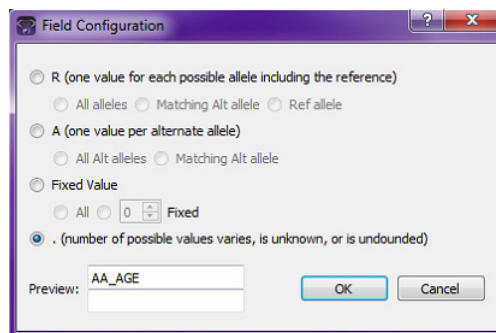 Field Configuration ? X
R (one value for each possible allele including the reference)
All alleles Matching Alt allele Ref allele
A (one value per alternate allele)
All Alt alleles Matching Alt allele
Fixed Value
All 0 Fixed
. (number of possible values varies, is unknown, or is undounded)
Preview: AA_AGE OK Cancel